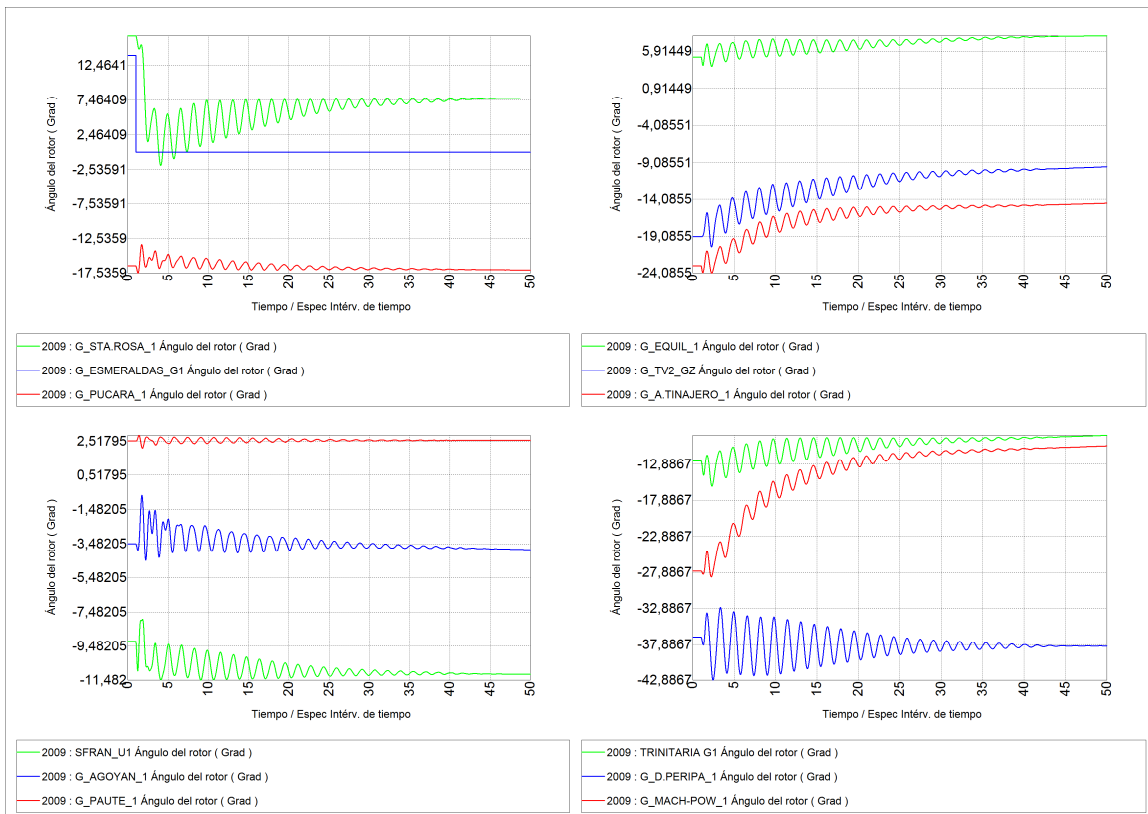 12,4641
7,46409
2,46409
-2,53591
-7,53591
-12,5359
-17,5359
Ángulo del rotor ( Grad )
0 5 10 15 20 25 30 35 40 45 50
Tiempo / Espec Intérv. de tiempo
2009 : G_STA.ROSA_1 Ángulo del rotor ( Grad )
2009 : G_ESMERALDAS_G1 Ángulo del rotor ( Grad )
2009 : G_PUCARA_1 Ángulo del rotor ( Grad )
5,91449
0,91449
-4,08551
-9,08551
-14,0855
-19,0855
-24,0855
Ángulo del rotor ( Grad )
0 5 10 15 20 25 30 35 40 45 50
Tiempo / Espec Intérv. de tiempo
2009 : G_EQUIL_1 Ángulo del rotor ( Grad )
2009 : G_TV2_GZ Ángulo del rotor ( Grad )
2009 : G_A.TINAJERO_1 Ángulo del rotor ( Grad )
2,51795
0,51795
-1,48205
-3,48205
-5,48205
-7,48205
-9,48205
-11,482
Ángulo del rotor ( Grad )
0 5 10 15 20 25 30 35 40 45 50
Tiempo / Espec Intérv. de tiempo
2009 : SFRAN_U1 Ángulo del rotor ( Grad )
2009 : G_AGOYAN_1 Ángulo del rotor ( Grad )
2009 : G_PAUTE_1 Ángulo del rotor ( Grad )
-12,8867
-17,8867
-22,8867
-27,8867
-32,8867
-37,8867
-42,8867
Ángulo del rotor ( Grad )
0 5 10 15 20 25 30 35 40 45 50
Tiempo / Espec Intérv. de tiempo
2009 : TRINITARIA G1 Ángulo del rotor ( Grad )
2009 : G_D.PERIPA_1 Ángulo del rotor ( Grad )
2009 : G_MACH-POW_1 Ángulo del rotor ( Grad )